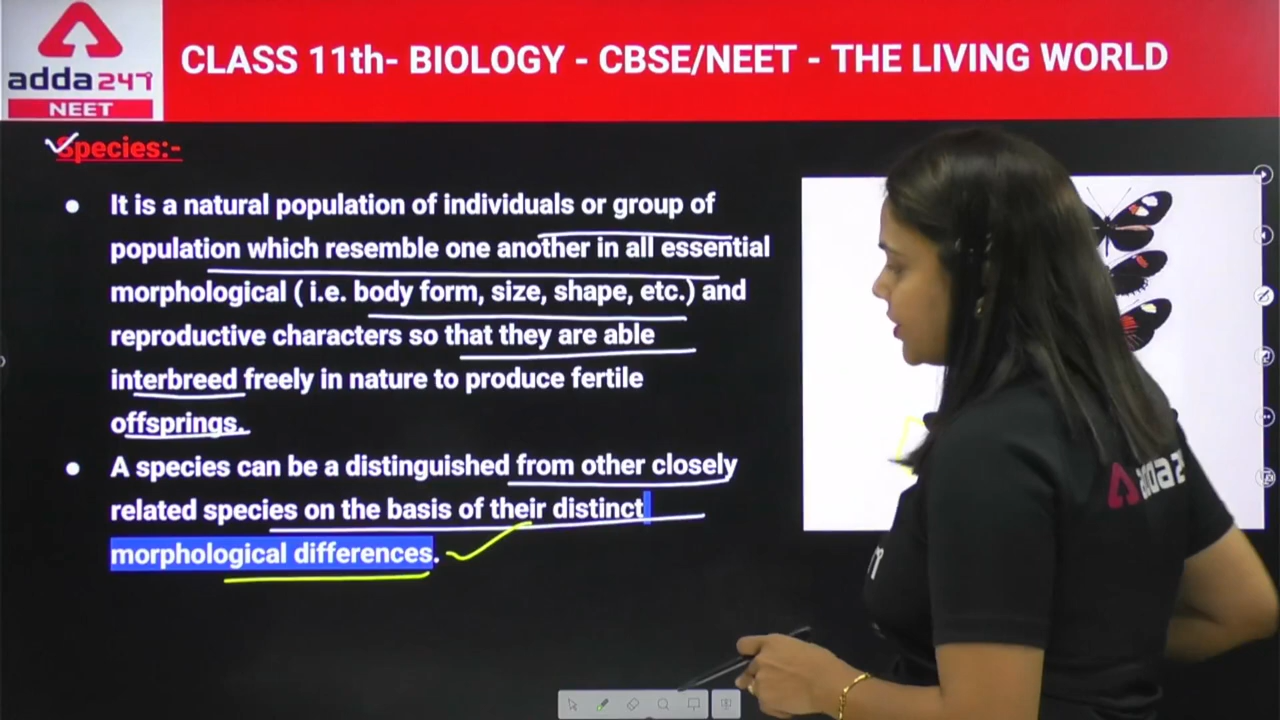 adda247
NEET
CLASS 11th- BIOLOGY - CBSE/NEET - THE LIVING WORLD
Species:-
It is a natural population of individuals or group of
population which resemble one another in all essential
morphological ( i.e. body form, size, shape, etc.) and
reproductive characters so that they are able
interbreed freely in nature to produce fertile
offsprings.
A species can be a distinguished from other closely
related species on the basis of their distinct
morphological differences.